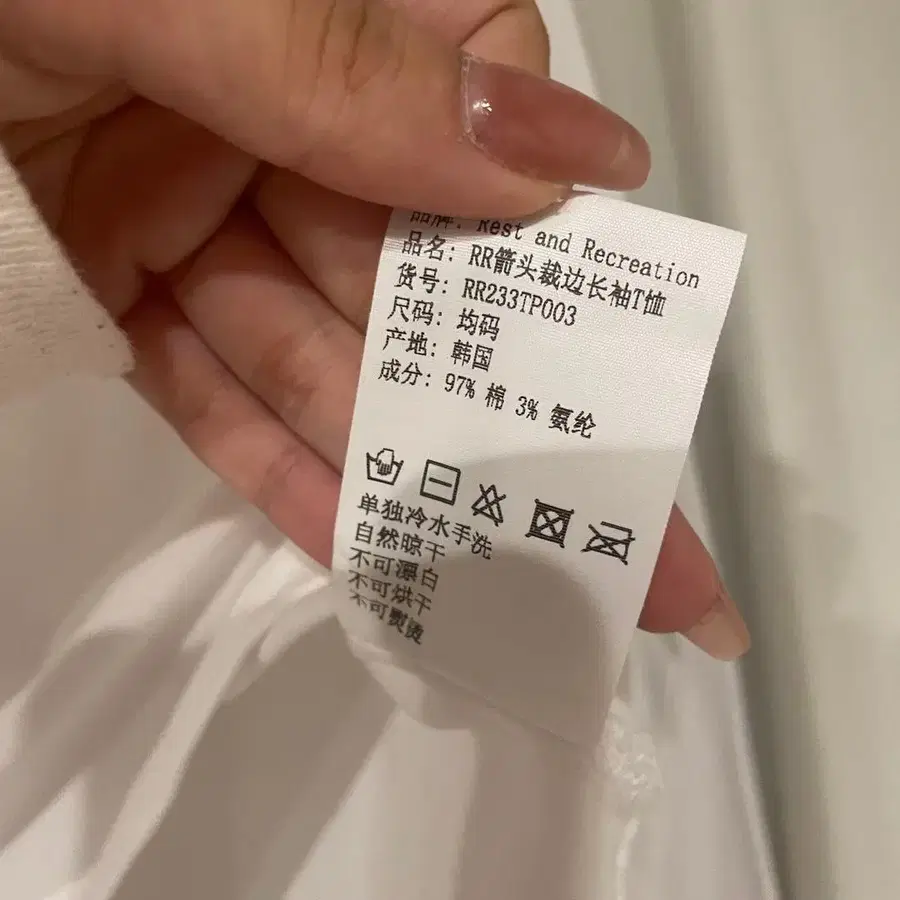 品牌: Rest and Recreation
品名: RR箭头裁边长袖T恤
货号: RR233TP003
尺码: 均码
产地: 韩国
成分: 97% 棉 3% 氨纶
单独冷水手洗
自然晾干
不可漂白
不可烘干
不可熨烫